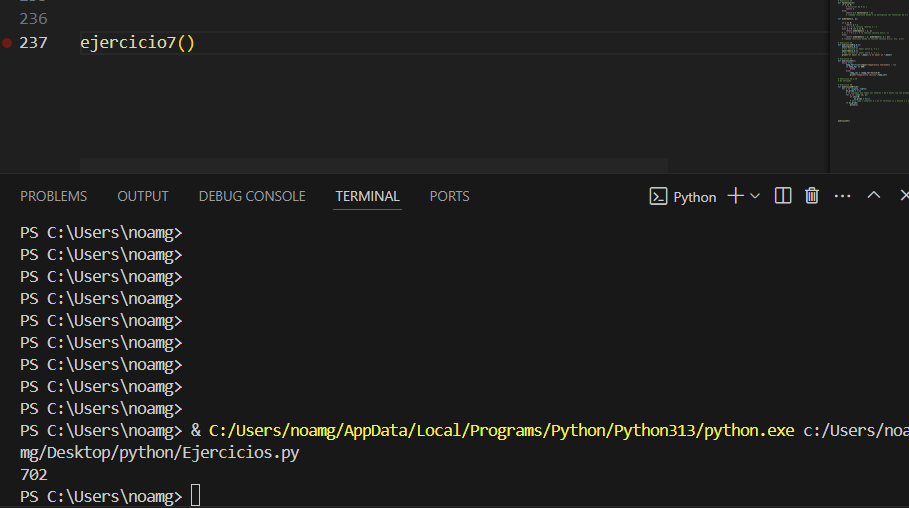 236
237 ejercicio7()
PROBLEMS OUTPUT DEBUG CONSOLE TERMINAL PORTS Python
PS C:\Users\noamg>
PS C:\Users\noamg>
PS C:\Users\noamg>
PS C:\Users\noamg>
PS C:\Users\noamg>
PS C:\Users\noamg>
PS C:\Users\noamg>
PS C:\Users\noamg>
PS C:\Users\noamg>
PS C:\Users\noamg> & C:/Users/noamg/AppData/Local/Programs/Python/Python313/python.exe c:/Users/noa
mg/Desktop/python/Ejercicios.py
702
PS C:\Users\noamg>